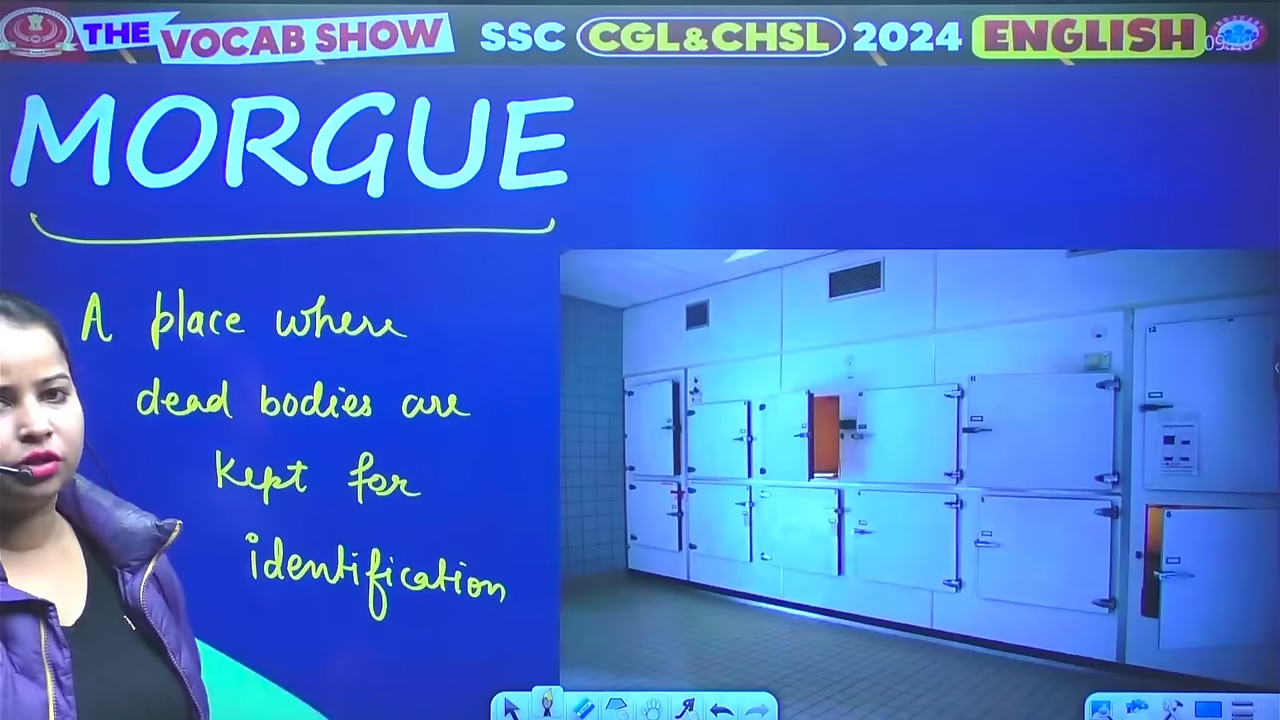 THE VOCAB SHOW SSC CGL&CHSL 2024 ENGLISH
MORGUE
A place where
dead bodies are
kept for
identification